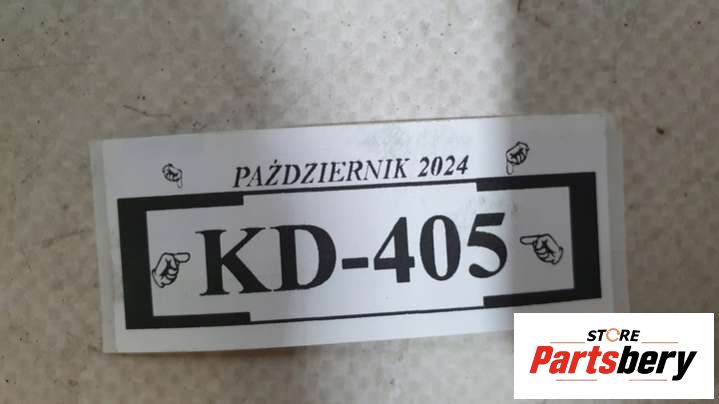 PAŹDZIERNIK 2024
KD-405
STORE
Partsbery